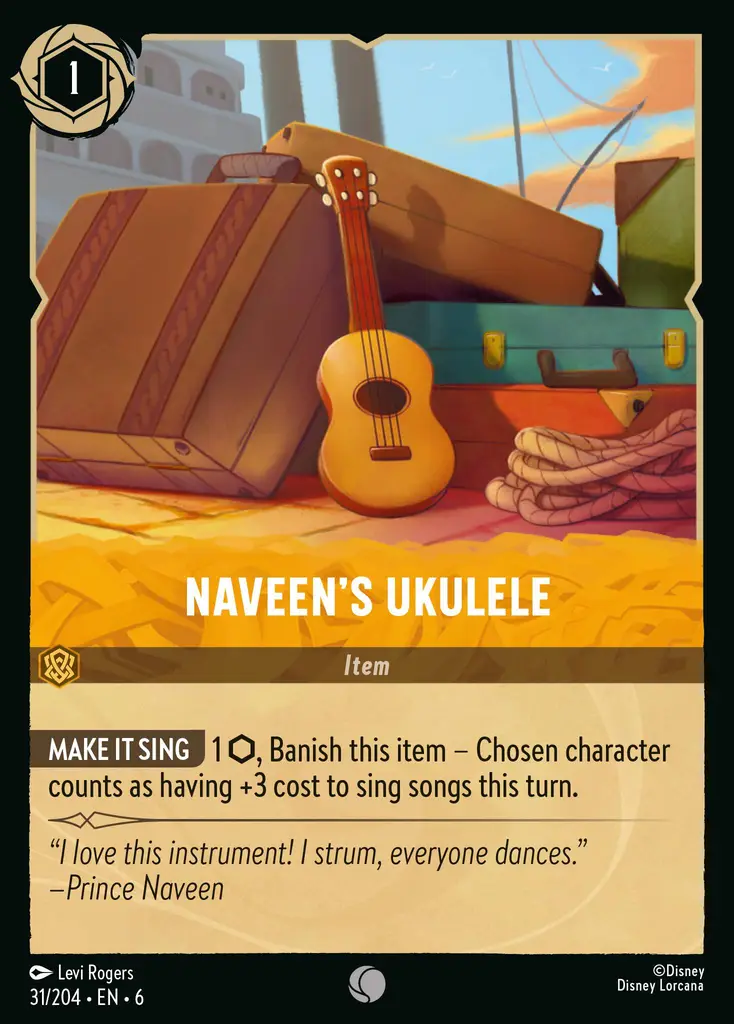 1
NAVEEN’S UKULELE
Item
MAKE IT SING 1⬡, Banish this item – Chosen character
counts as having +3 cost to sing songs this turn.
“I love this instrument! I strum, everyone dances.”
–Prince Naveen
Levi Rogers
31/204 • EN • 6
©Disney
Disney Lorcana